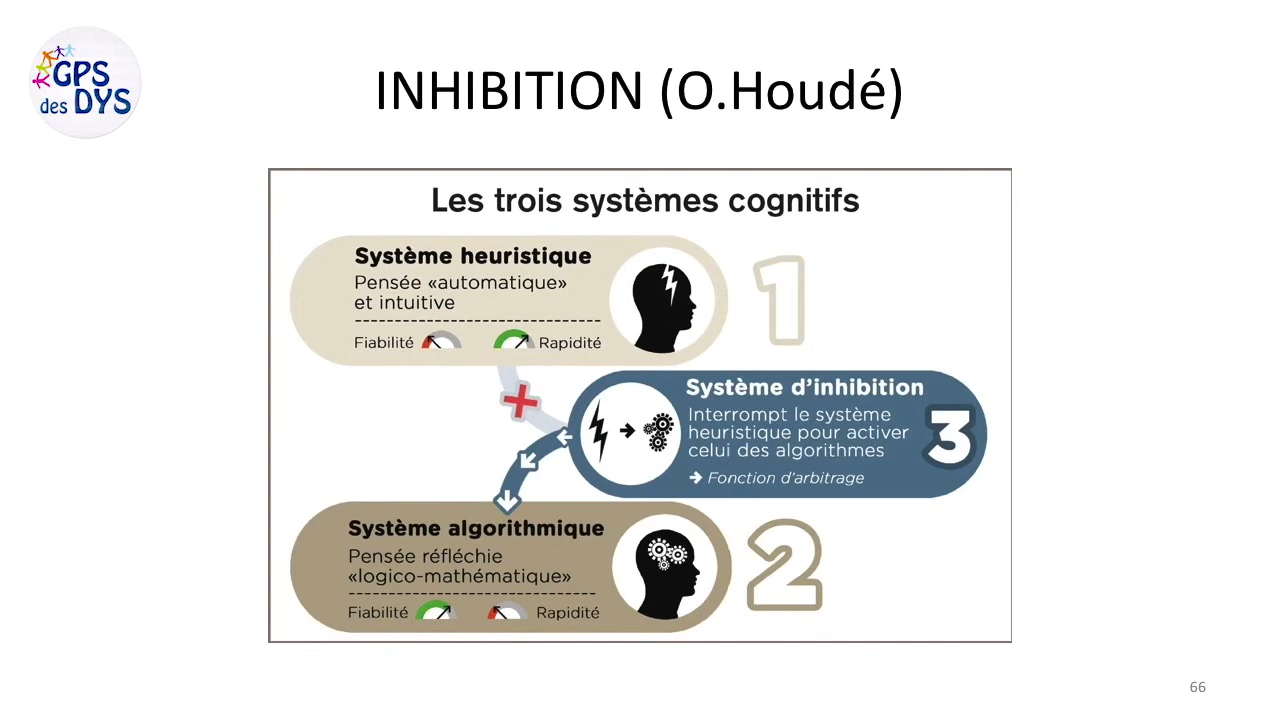 GPS
des DYS
INHIBITION (O.Houdé)
Les trois systèmes cognitifs
Système heuristique
Pensée «automatique»
et intuitive
Fiabilité Rapidité
1
Système d’inhibition
Interrompt le système
heuristique pour activer
celui des algorithmes
→ Fonction d’arbitrage
3
Système algorithmique
Pensée réfléchie
«logico-mathématique»
Fiabilité Rapidité
2
66